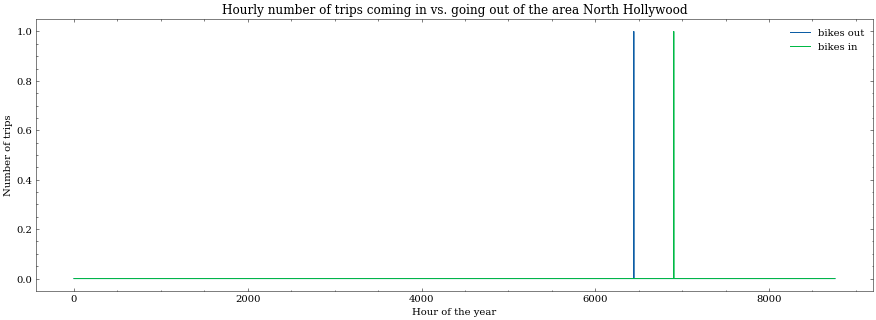 Hourly number of trips coming in vs. going out of the area North Hollywood
bikes out
bikes in
1.0
0.8
0.6
0.4
0.2
0.0
Number of trips
0 2000 4000 6000 8000
Hour of the year